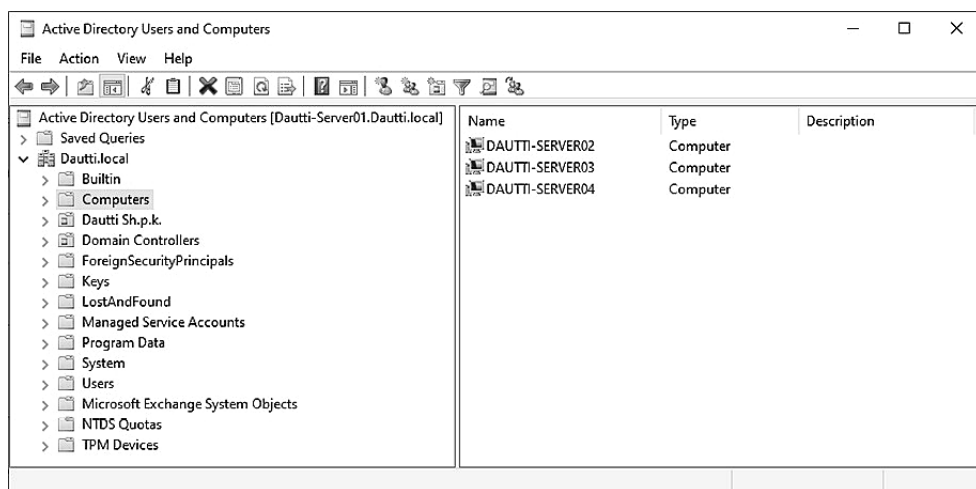 Active Directory Users and Computers
File Action View Help
Active Directory Users and Computers [Dautti-Server01.Dautti.local]
Saved Queries
Dautti.local
Builtin
Computers
Dautti Sh.p.k.
Domain Controllers
ForeignSecurityPrincipals
Keys
LostAndFound
Managed Service Accounts
Program Data
System
Users
Microsoft Exchange System Objects
NTDS Quotas
TPM Devices
Name Type Description
DAUTTI-SERVER02 Computer
DAUTTI-SERVER03 Computer
DAUTTI-SERVER04 Computer